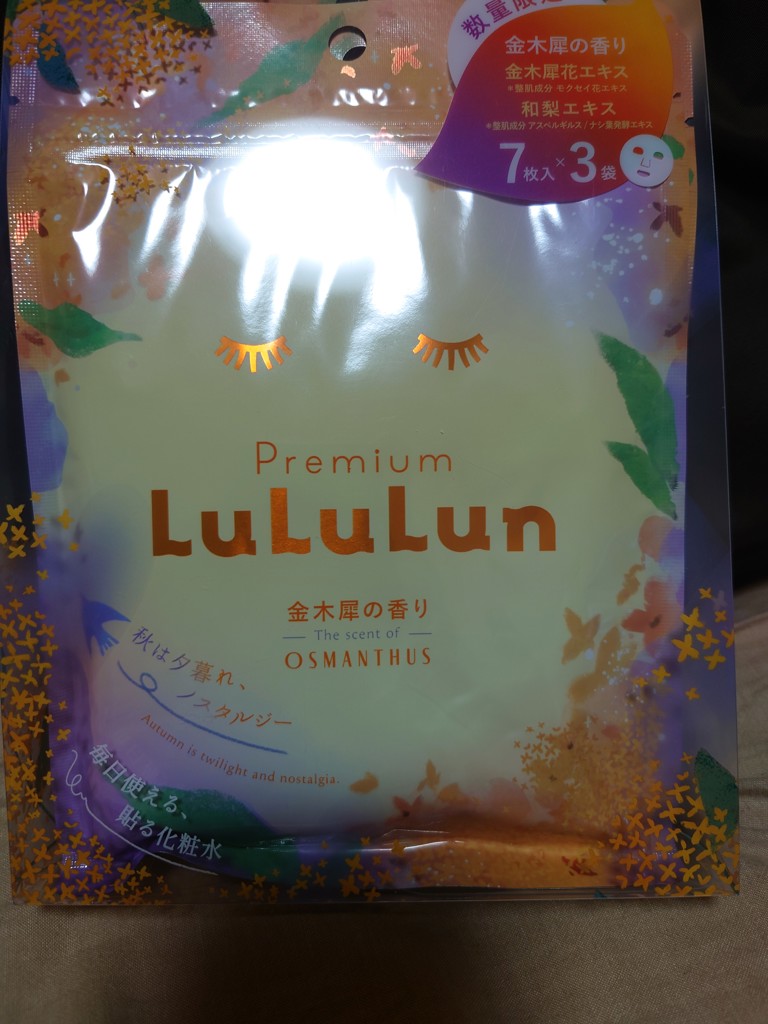 数量限定
金木犀の香り
金木犀花エキス
*整肌成分 モクセイ花エキス
和梨エキス
*整肌成分 アスペルギルス/ナシ果発酵エキス
7枚入×3袋
Premium
LuLuLun
金木犀の香り
The scent of
OSMANTHUS
秋は夕暮れ、
ノスタルジー
Autumn is twilight and nostalgia.
毎日使える、
貼る化粧水